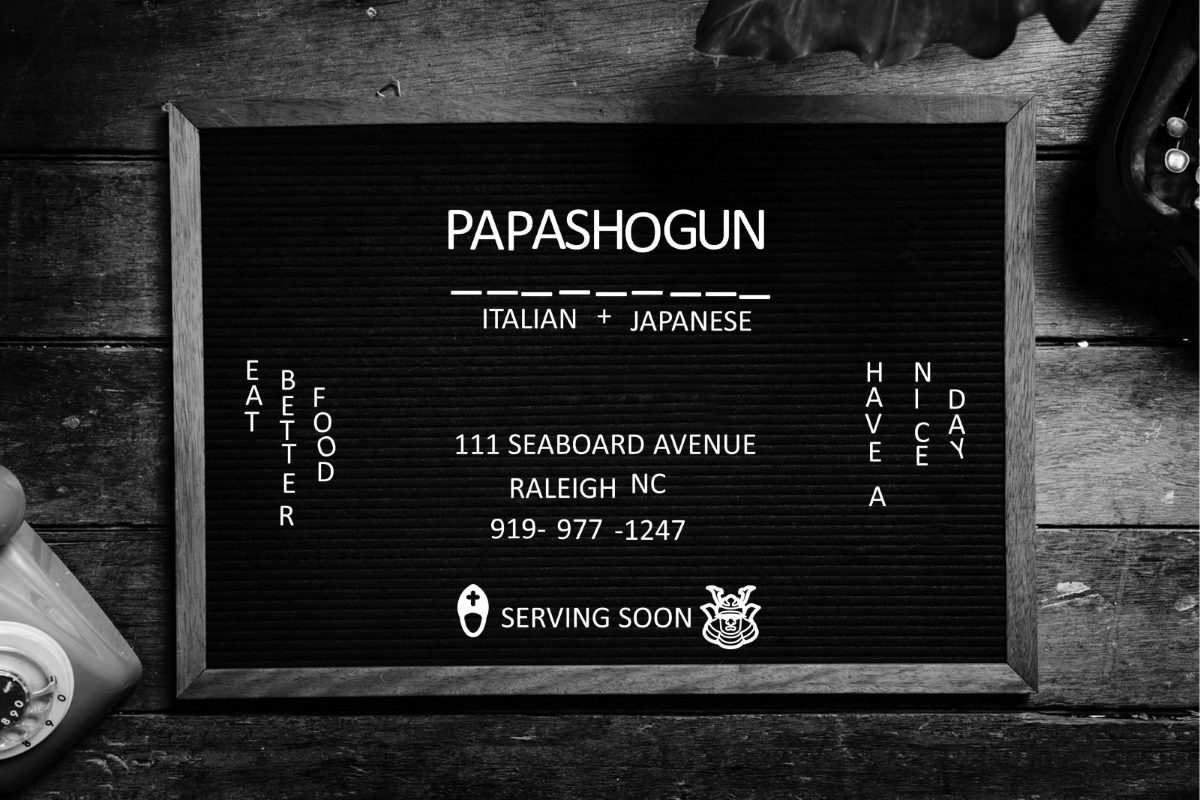 PAPASHOGUN
ITALIAN + JAPANESE
EAT
BETTER
FOOD
HAVE A
NICE
DAY
111 SEABOARD AVENUE
RALEIGH NC
919- 977 -1247
SERVING SOON